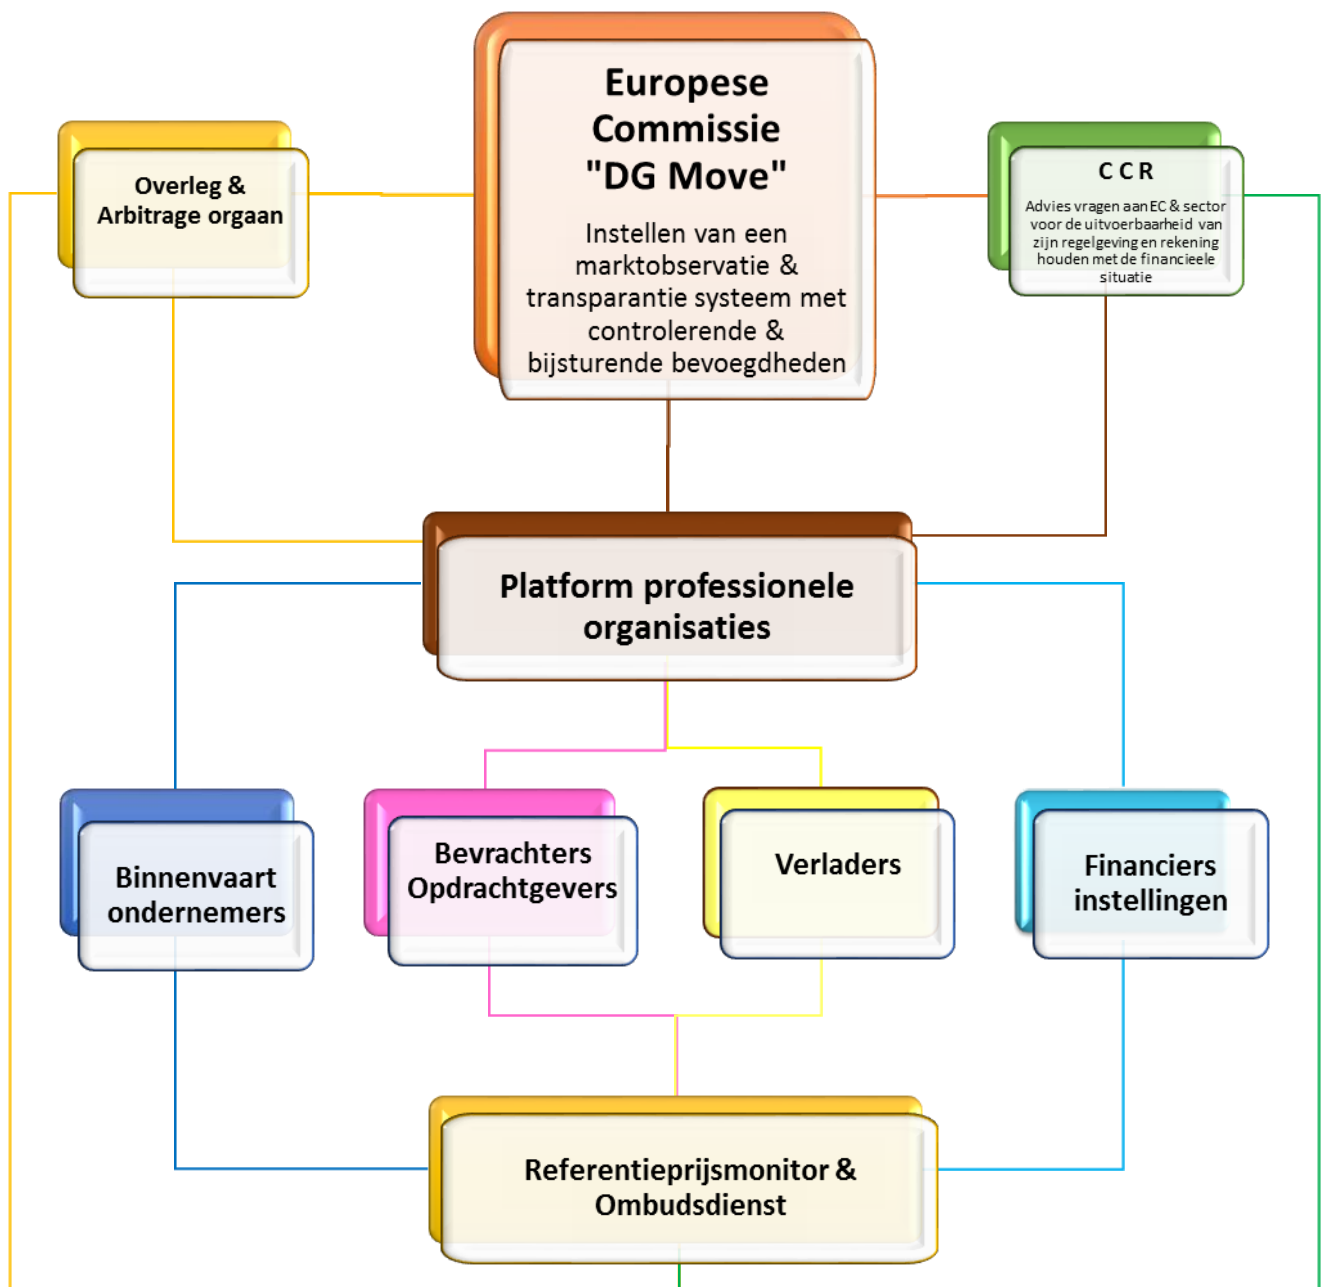 Europese
Commissie
"DG Move"
Instellen van een
marktobservatie &
transparantie systeem met
controlerende &
bijsturende bevoegdheden
Overleg &
Arbitrage orgaan
C C R
Advies vragen aan EC & sector
voor de uitvoerbaarheid van
zijn regelgeving en rekening
houden met de financieele
situatie
Platform professionele
organisaties
Binnenvaart
ondernemers
Bevrachters
Opdrachtgevers
Verladers
Financiers
instellingen
Referentieprijsmonitor &
Ombudsdienst